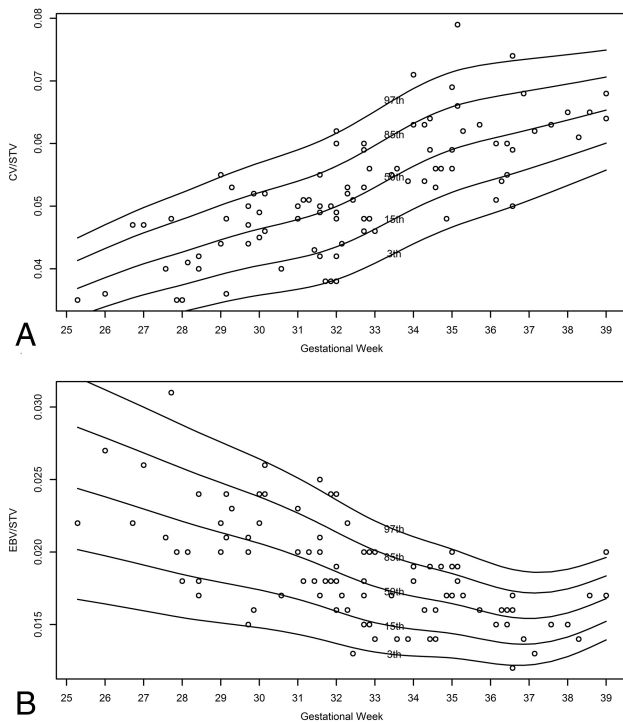 0.08
0.07
0.06
0.05
0.04
CV/STV
97th
85th
50th
15th
3th
25 26 27 28 29 30 31 32 33 34 35 36 37 38 39
Gestational Week
A
0.030
0.025
0.020
0.015
EBV/STV
97th
85th
50th
15th
3th
25 26 27 28 29 30 31 32 33 34 35 36 37 38 39
Gestational Week
B